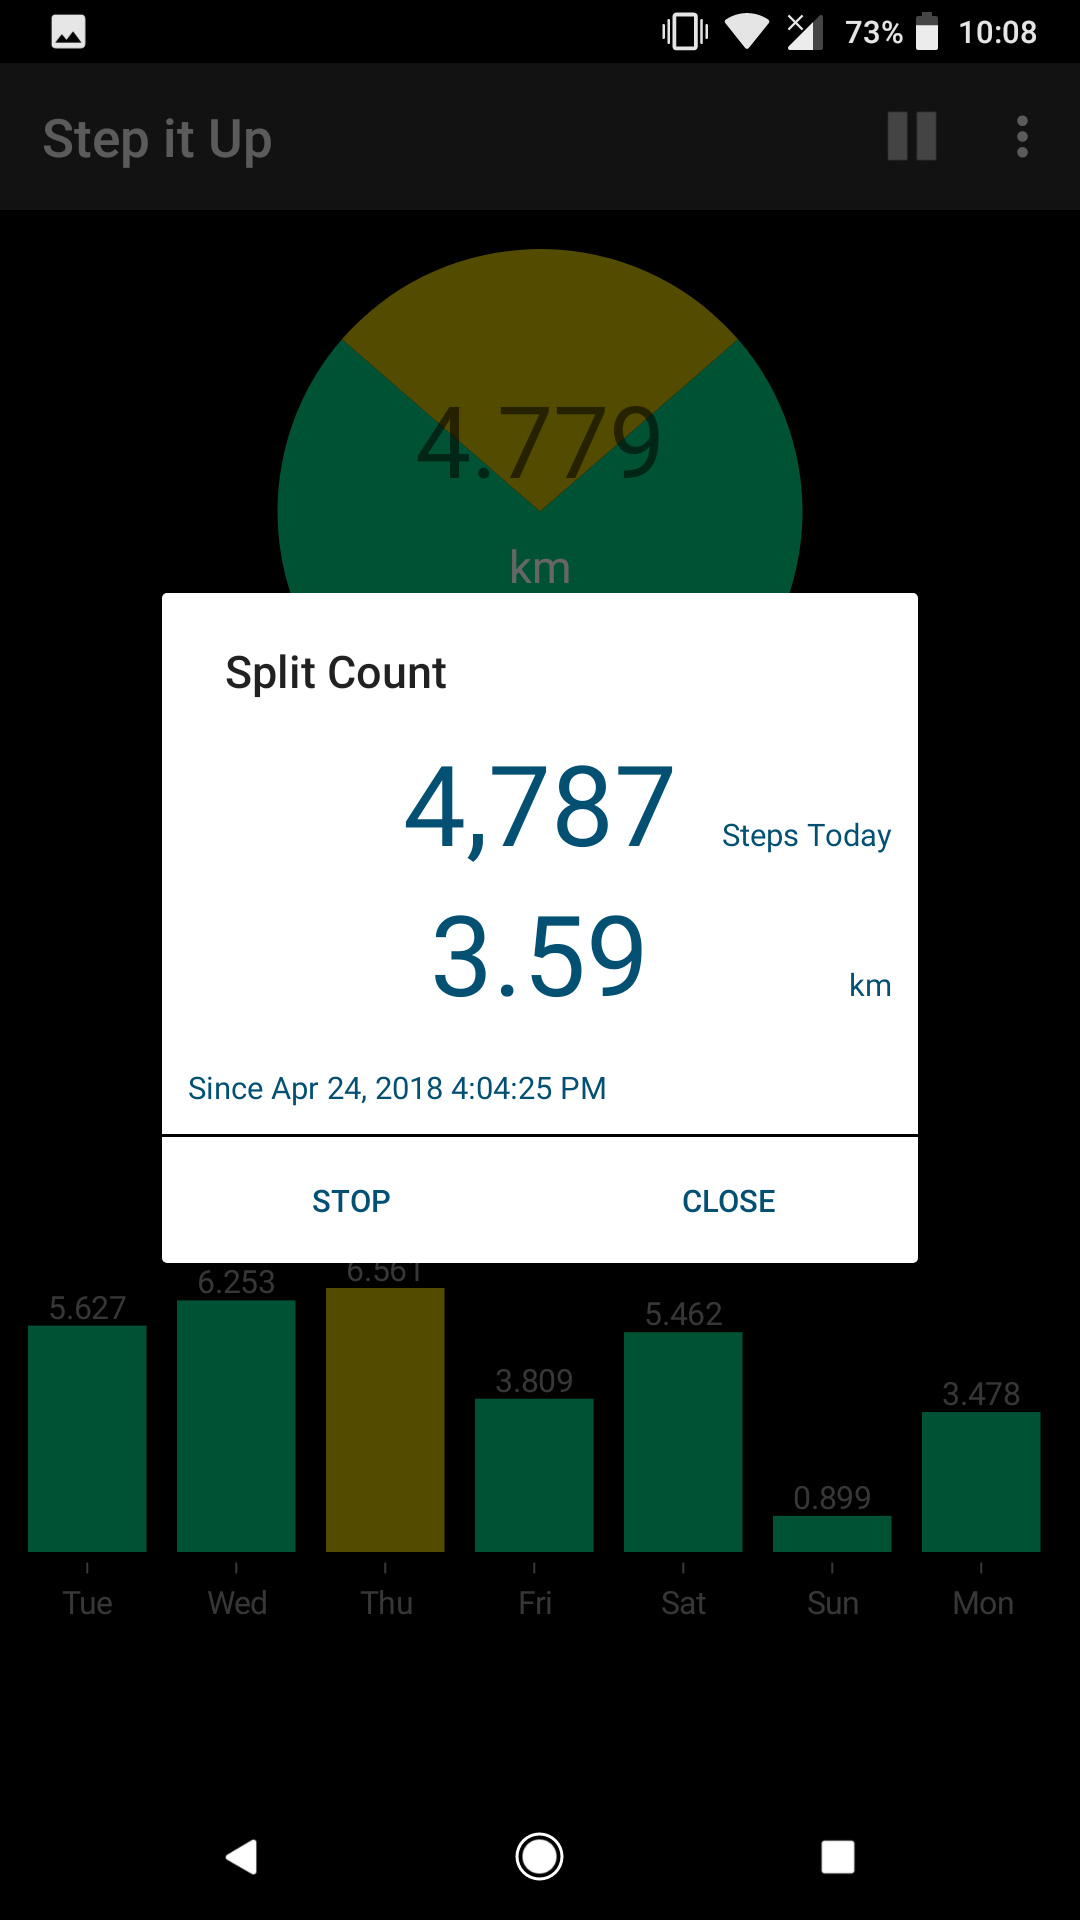 73% 10:08
Step it Up
4.779
km
Split Count
4,787 Steps Today
3.59 km
Since Apr 24, 2018 4:04:25 PM
STOP CLOSE
5.627 6.253 6.561 3.809 5.462 0.899 3.478
Tue Wed Thu Fri Sat Sun Mon